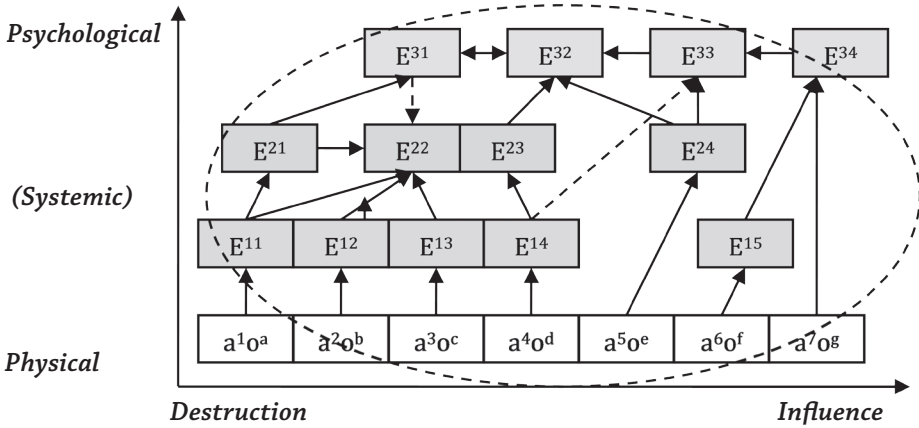 Psychological
E³¹ E³² E³³ E³⁴
E²¹ E²² E²³ E²⁴
(Systemic)
E¹¹ E¹² E¹³ E¹⁴ E¹⁵
a¹oᵃ a²oᵇ a³oᶜ a⁴oᵈ a⁵oᵉ a⁶oᶠ a⁷oᵍ
Physical
Destruction Influence